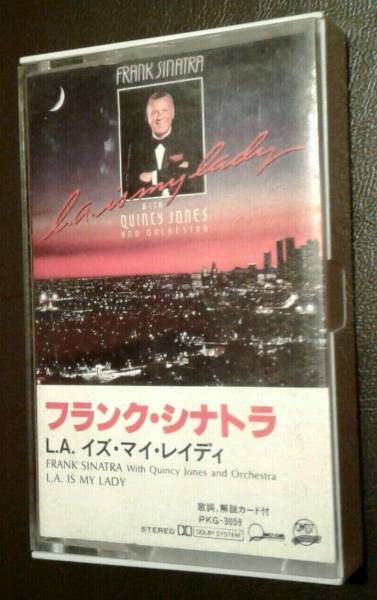 FRANK SINATRA
L.A. is my lady
WITH
QUINCY JONES
AND ORCHESTRA
フランク・シナトラ
L.A. イズ・マイ・レイディ
FRANK SINATRA With Quincy Jones and Orchestra
L.A. IS MY LADY
歌詞、解説カード付
PKG-3059
STEREO DOLBY SYSTEM